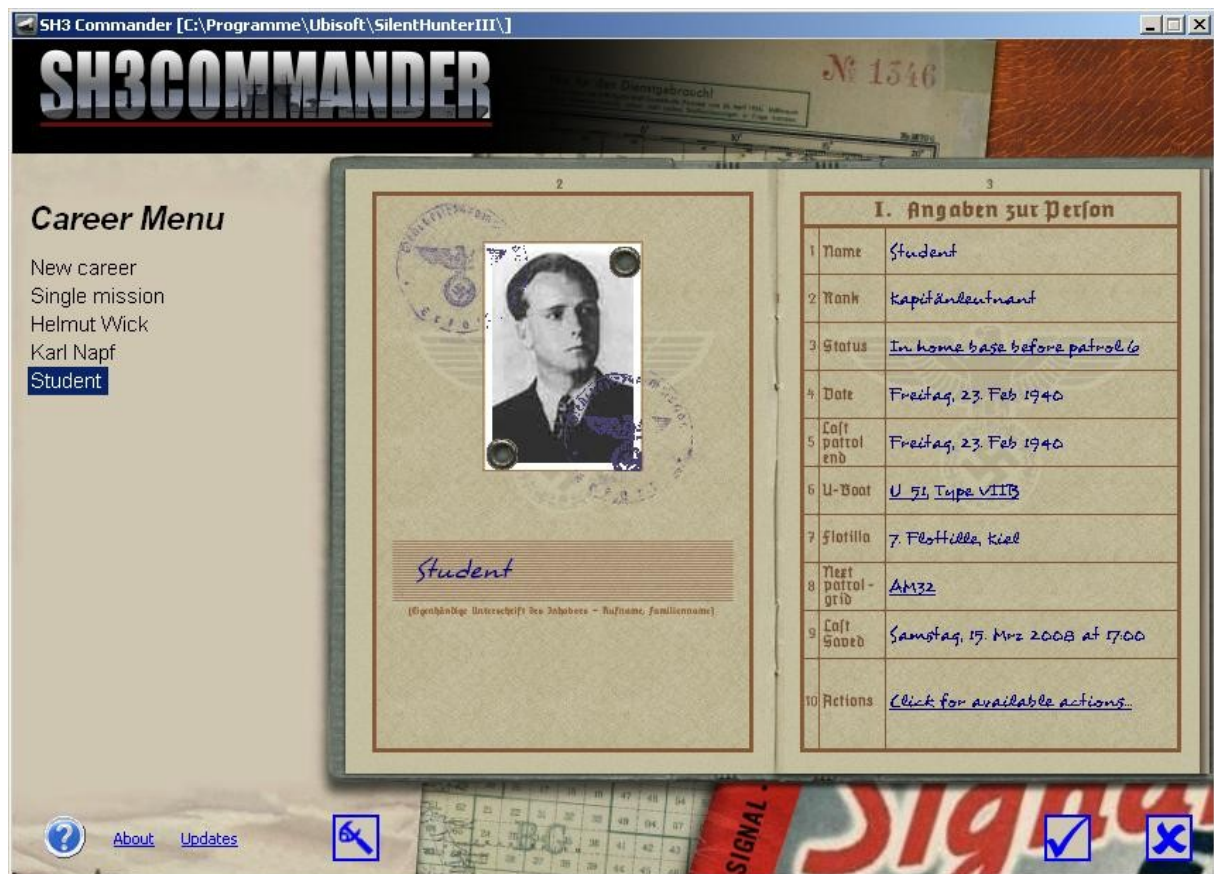 SH3 Commander [C:\Programme\Ubisoft\SilentHunterIII\]
SH3COMMANDER
№ 1546
Career Menu
New career
Single mission
Helmut Wick
Karl Napf
Student
2
Student
(Eigenhändige Unterschrift des Inhabers – Rufname, Familienname)
3
I. Angaben zur Person
1 Name Student
2 Rank Kapitänleutnant
3 Status In home base before patrol 6
4 Date Freitag, 23. Feb 1940
5 Last patrol end Freitag, 23. Feb 1940
6 U-Boat U 51, Type VIIB
7 Flotilla 7. Flottille, Kiel
8 Next patrol-grid AM32
9 Last Saved Samstag, 15. Mrz 2008 at 17:00
10 Actions Click for available actions...
About Updates
SIGNAL
Signal